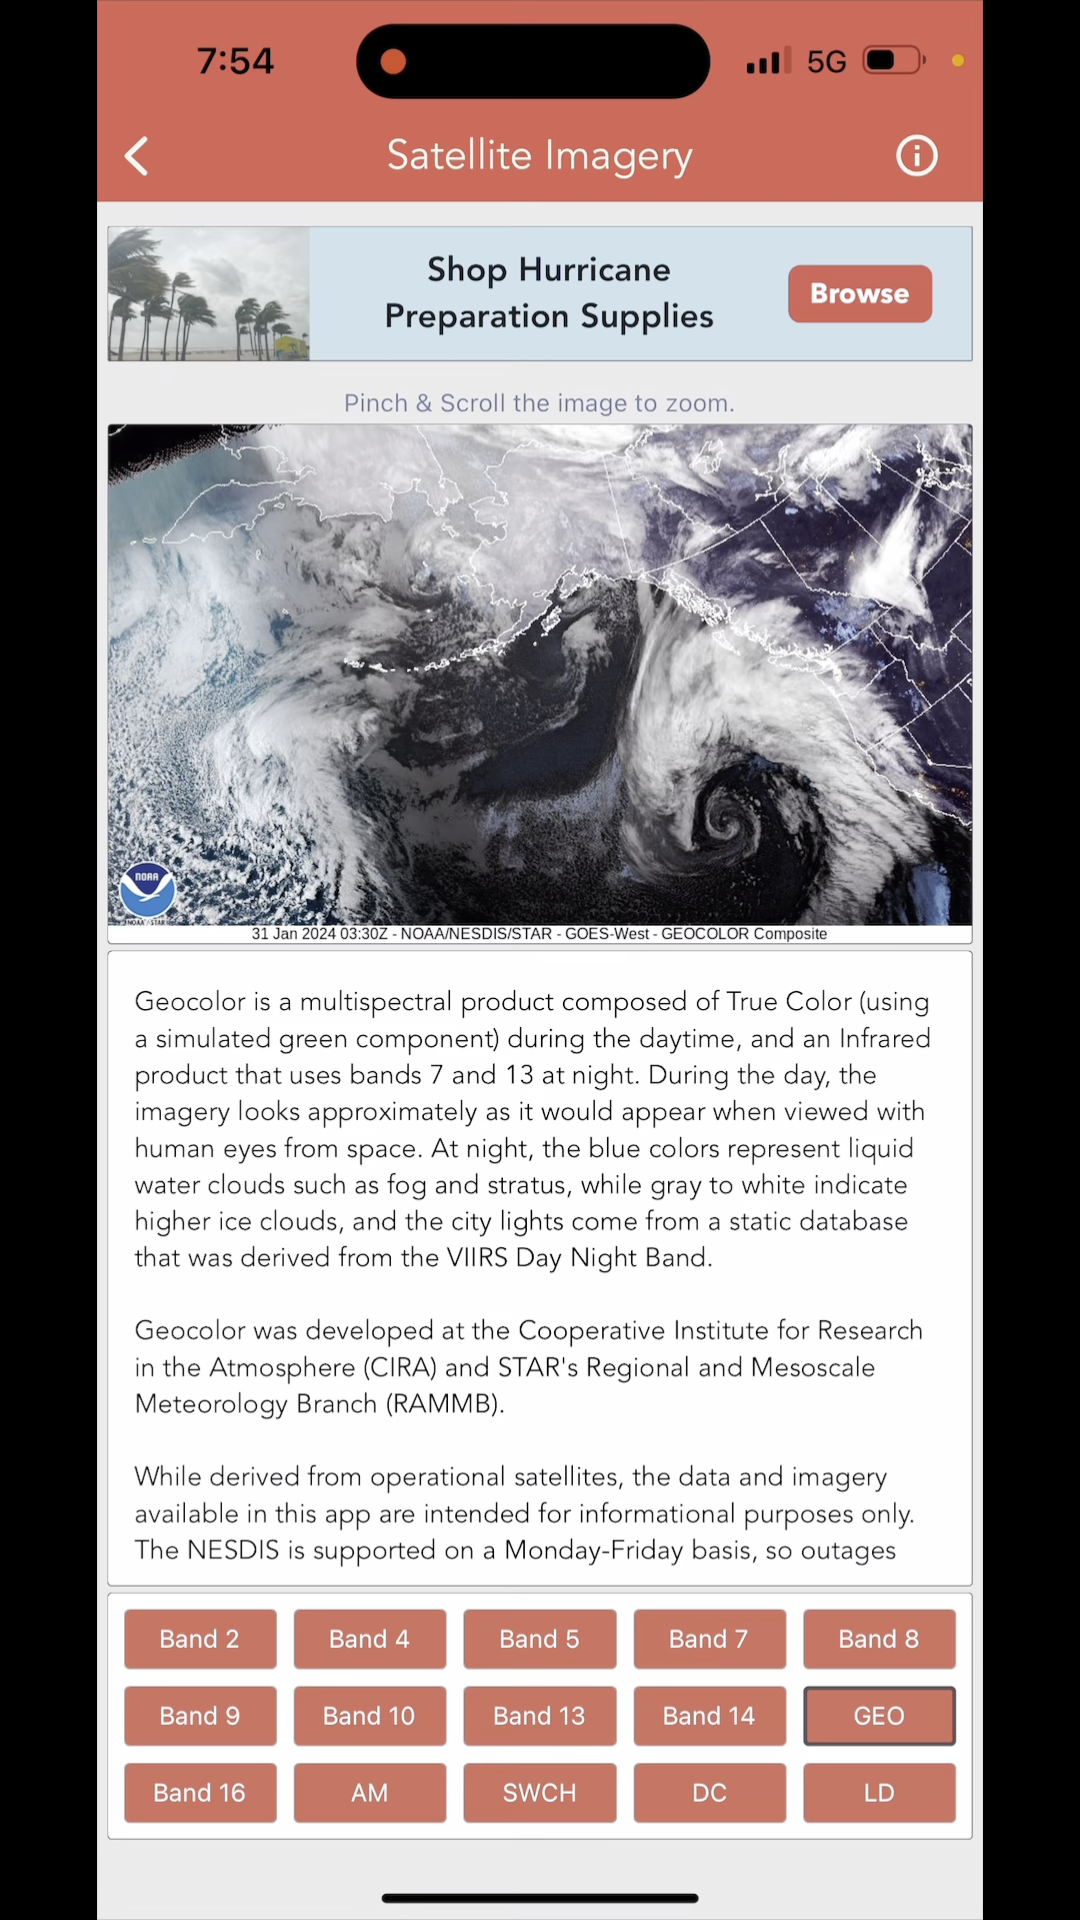 7:54
5G
Satellite Imagery
Shop Hurricane
Preparation Supplies
Browse
Pinch & Scroll the image to zoom.
NOAA
NOAA/STAR
31 Jan 2024 03:30Z - NOAA/NESDIS/STAR - GOES-West - GEOCOLOR Composite
Geocolor is a multispectral product composed of True Color (using
a simulated green component) during the daytime, and an Infrared
product that uses bands 7 and 13 at night. During the day, the
imagery looks approximately as it would appear when viewed with
human eyes from space. At night, the blue colors represent liquid
water clouds such as fog and stratus, while gray to white indicate
higher ice clouds, and the city lights come from a static database
that was derived from the VIIRS Day Night Band.
Geocolor was developed at the Cooperative Institute for Research
in the Atmosphere (CIRA) and STAR's Regional and Mesoscale
Meteorology Branch (RAMMB).
While derived from operational satellites, the data and imagery
available in this app are intended for informational purposes only.
The NESDIS is supported on a Monday-Friday basis, so outages
Band 2
Band 4
Band 5
Band 7
Band 8
Band 9
Band 10
Band 13
Band 14
GEO
Band 16
AM
SWCH
DC
LD